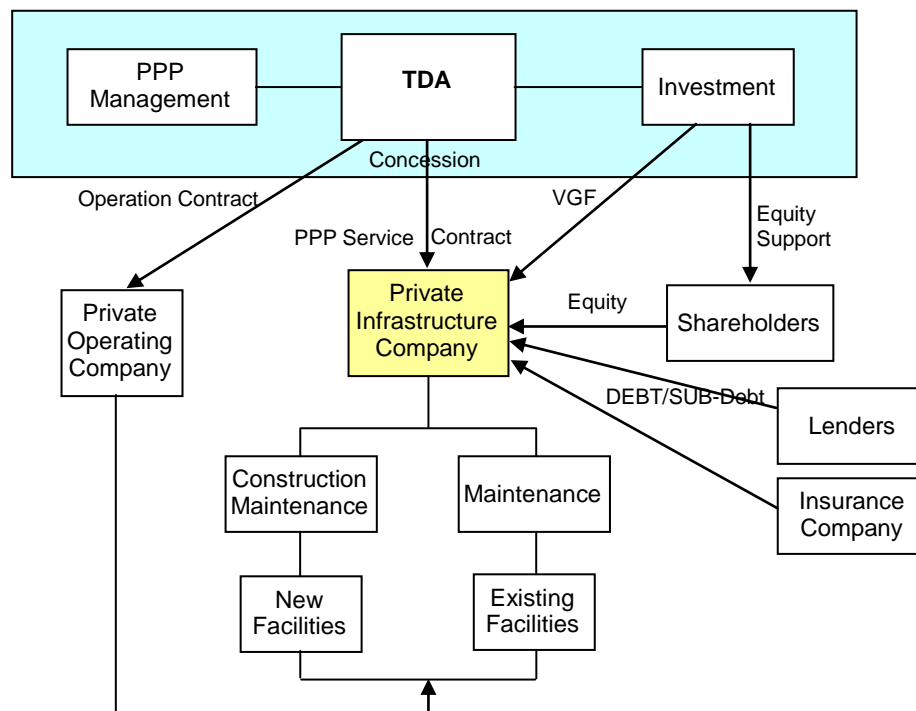 PPP
Management
TDA
Investment
Concession
Operation Contract
VGF
Equity
Support
PPP Service
Contract
Private
Operating
Company
Private
Infrastructure
Company
Equity
Shareholders
DEBT/SUB-Debt
Lenders
Construction
Maintenance
Maintenance
Insurance
Company
New
Facilities
Existing
Facilities